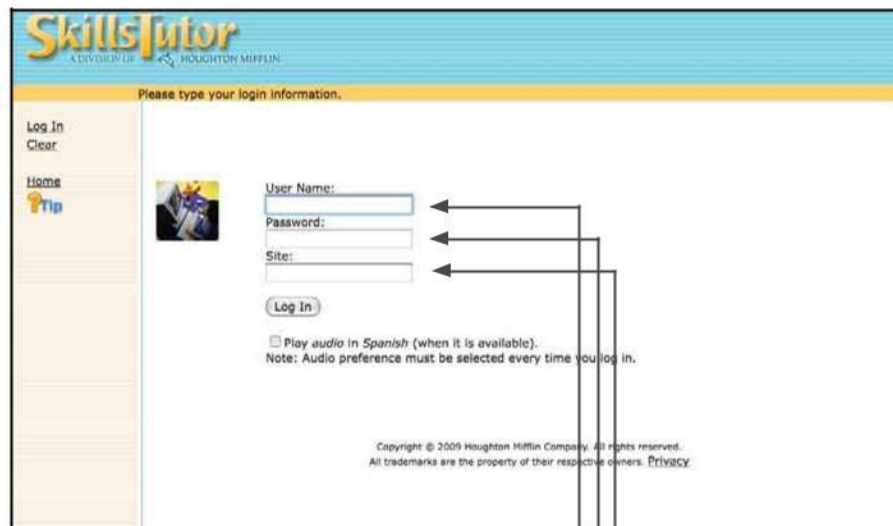 SkillsTutor
A DIVISION OF HOUGHTON MIFFLIN
Please type your login information.
Log In
Clear
Home
Tip
User Name:
Password:
Site:
Log In
Play audio in Spanish (when it is available).
Note: Audio preference must be selected every time you log in.
Copyright © 2009 Houghton Mifflin Company. All rights reserved.
All trademarks are the property of their respective owners. Privacy